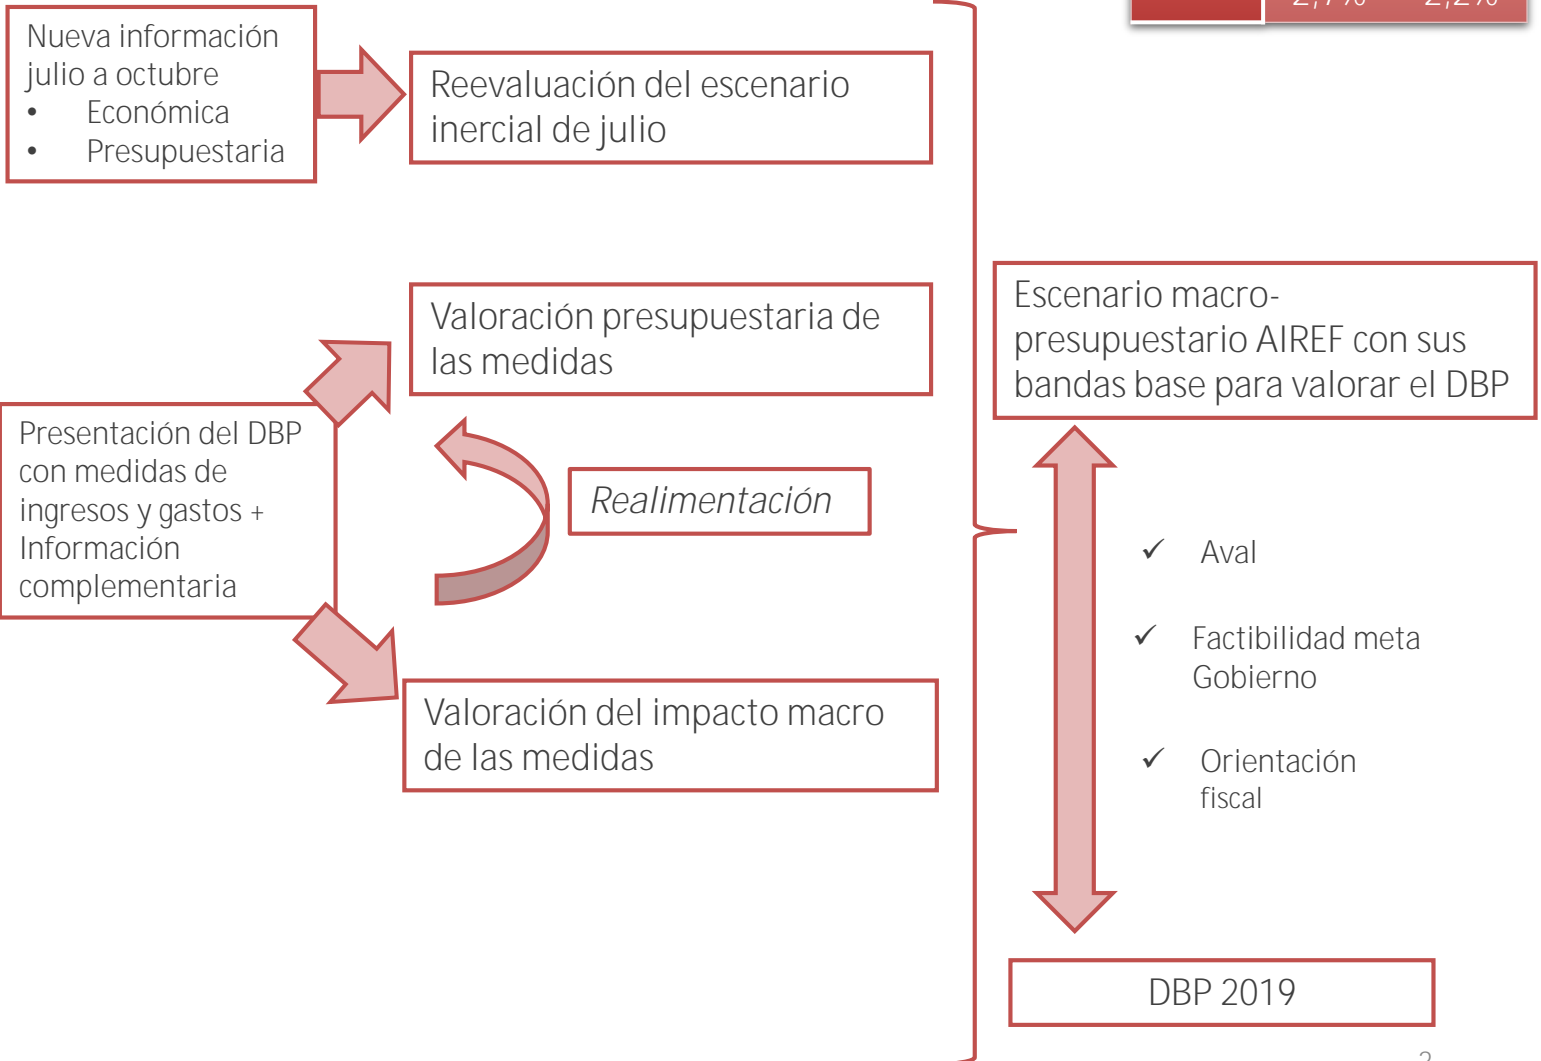 Nueva información
julio a octubre
• Económica
• Presupuestaria
Reevaluación del escenario
inercial de julio
Valoración presupuestaria de
las medidas
Presentación del DBP
con medidas de
ingresos y gastos +
Información
complementaria
Realimentación
Valoración del impacto macro
de las medidas
Escenario macro-
presupuestario AIREF con sus
bandas base para valorar el DBP
✓ Aval
✓ Factibilidad meta
Gobierno
✓ Orientación
fiscal
DBP 2019